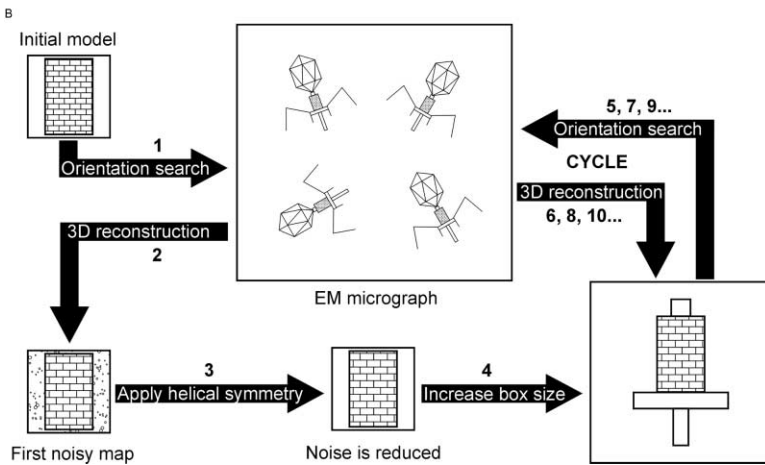 B
Initial model
1
Orientation search
3D reconstruction
2
EM micrograph
5, 7, 9...
Orientation search
CYCLE
3D reconstruction
6, 8, 10...
3
Apply helical symmetry
4
Increase box size
First noisy map
Noise is reduced